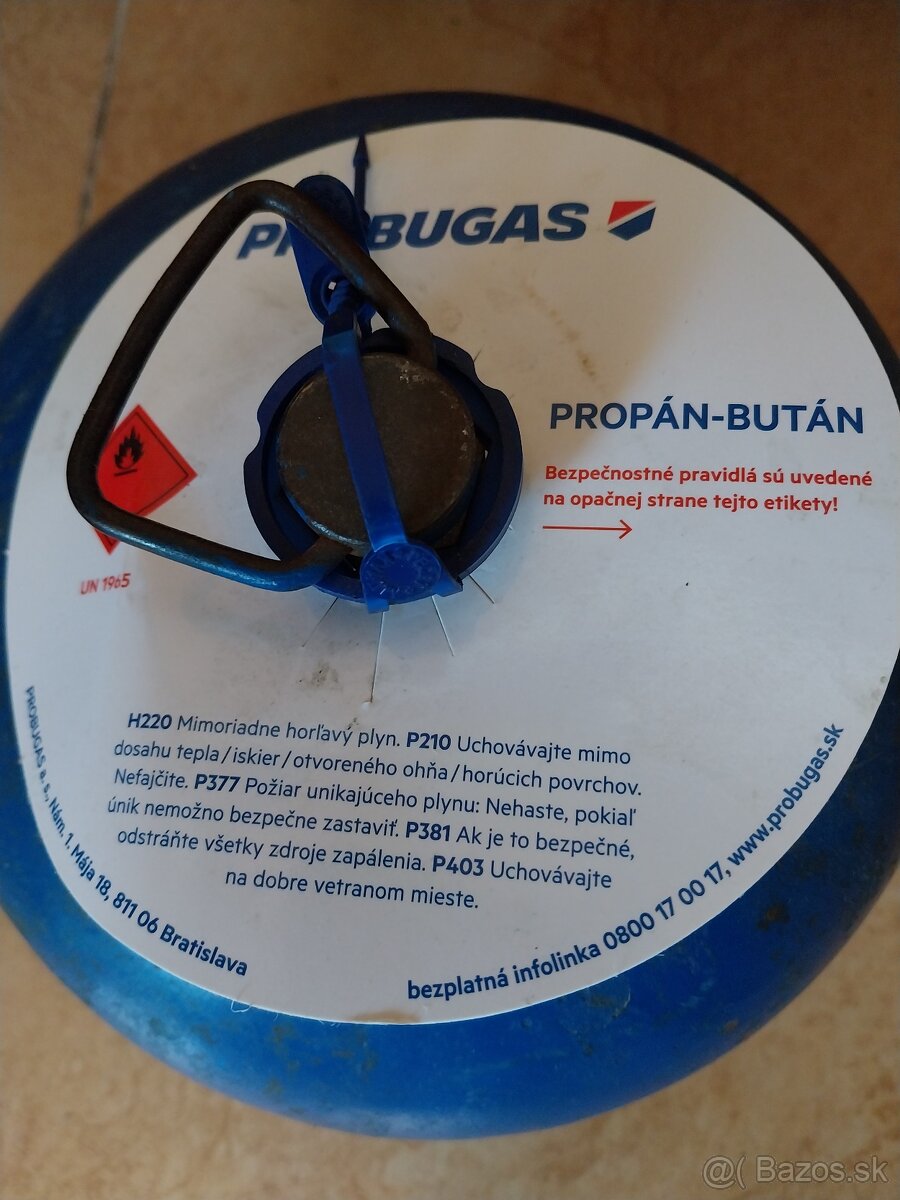 PROBUGAS
PROPÁN-BUTÁN
Bezpečnostné pravidlá sú uvedené
na opačnej strane tejto etikety!
UN 1965
H220 Mimoriadne horľavý plyn. P210 Uchovávajte mimo
dosahu tepla/iskier/otvoreného ohňa/horúcich povrchov.
Nefajčite. P377 Požiar unikajúceho plynu: Nehaste, pokiaľ
únik nemožno bezpečne zastaviť. P381 Ak je to bezpečné,
odstráňte všetky zdroje zapálenia. P403 Uchovávajte
na dobre vetranom mieste.
PROBUGAS a. s., Nám. 1. Mája 18, 811 06 Bratislava
bezplatná infolinka 0800 17 00 17, www.probugas.sk
@( Bazos.sk